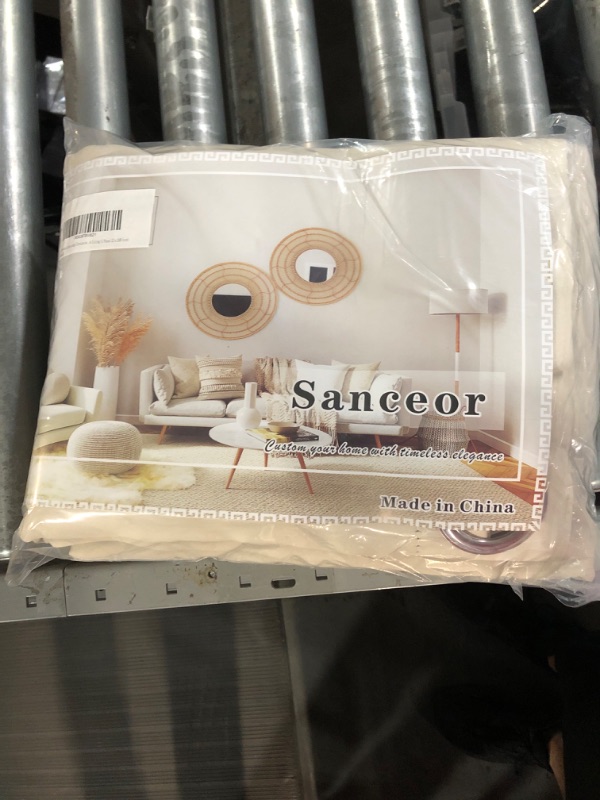 Sanceor
Custom your home with timeless elegance
Made in China